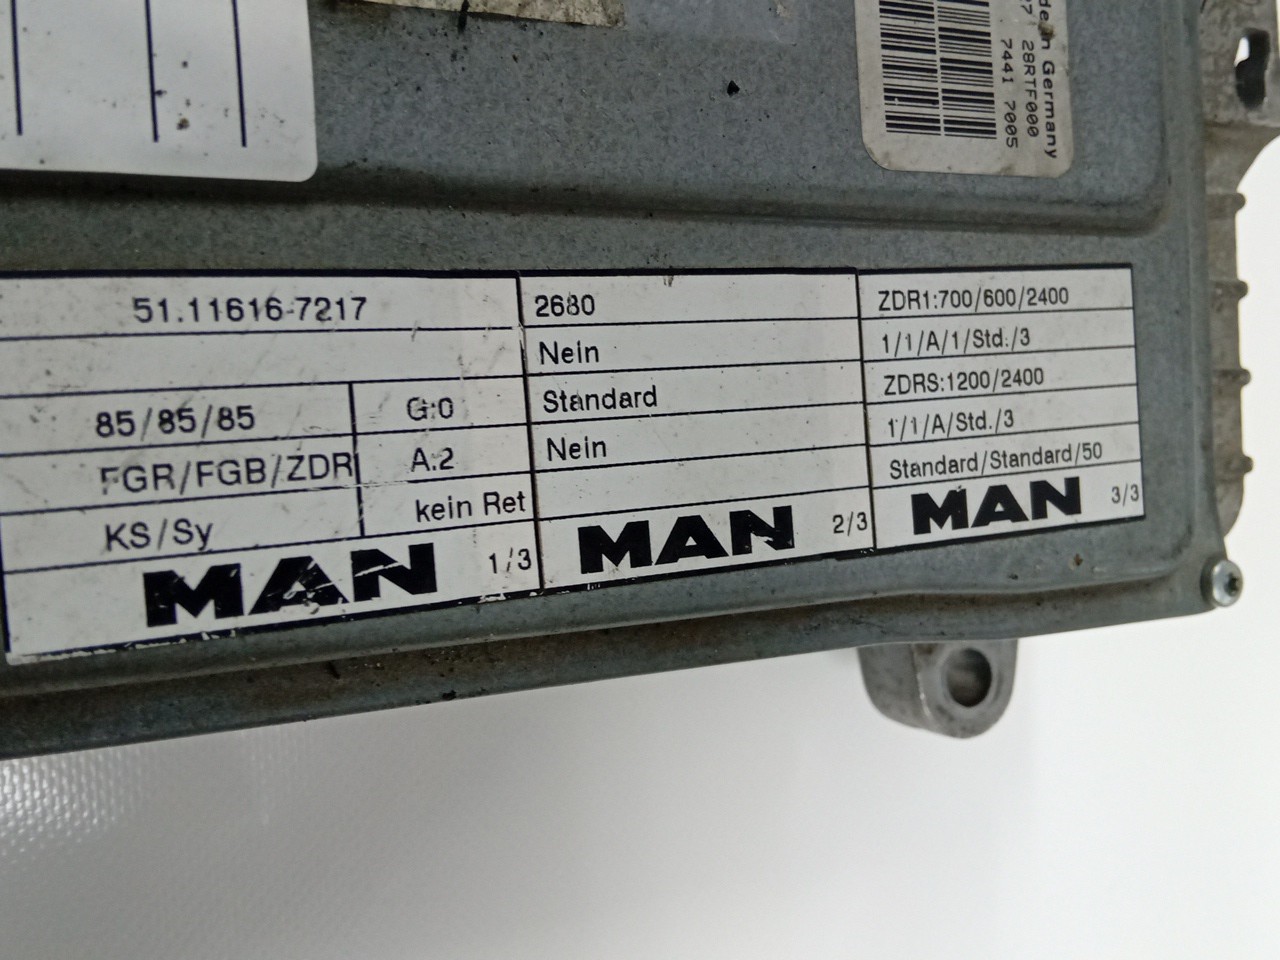 Germany
28RTF000
7441 7005
51.11616-7217
85/85/85
G:0
FGR/FGB/ZDR
A:2
KS/Sy
kein Ret
MAN 1/3
2680
Nein
Standard
Nein
MAN 2/3
ZDR1:700/600/2400
1/1/A/1/Std./3
ZDRS:1200/2400
1/1/A/Std./3
Standard/Standard/50
MAN 3/3